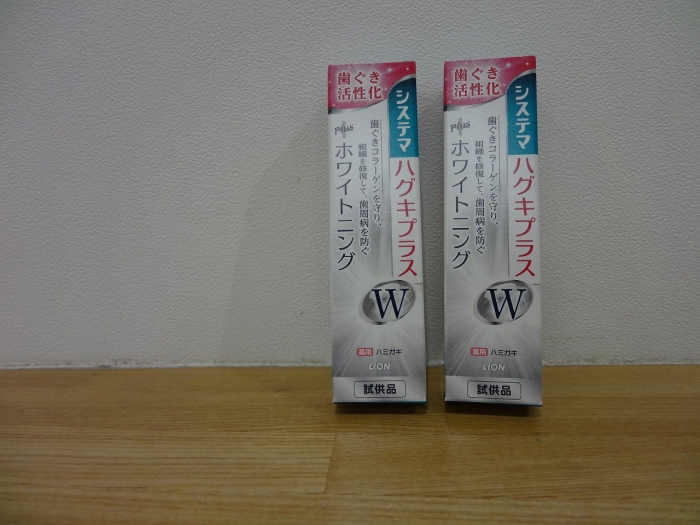 歯ぐき
活性化
システマ
ハグキプラス
歯ぐきコラーゲンを守り、
組織を修復して、歯周病を防ぐ
Plus
ホワイトニング
W
薬用 ハミガキ
LION
試供品
歯ぐき
活性化
システマ
ハグキプラス
歯ぐきコラーゲンを守り、
組織を修復して、歯周病を防ぐ
Plus
ホワイトニング
W
薬用 ハミガキ
LION
試供品